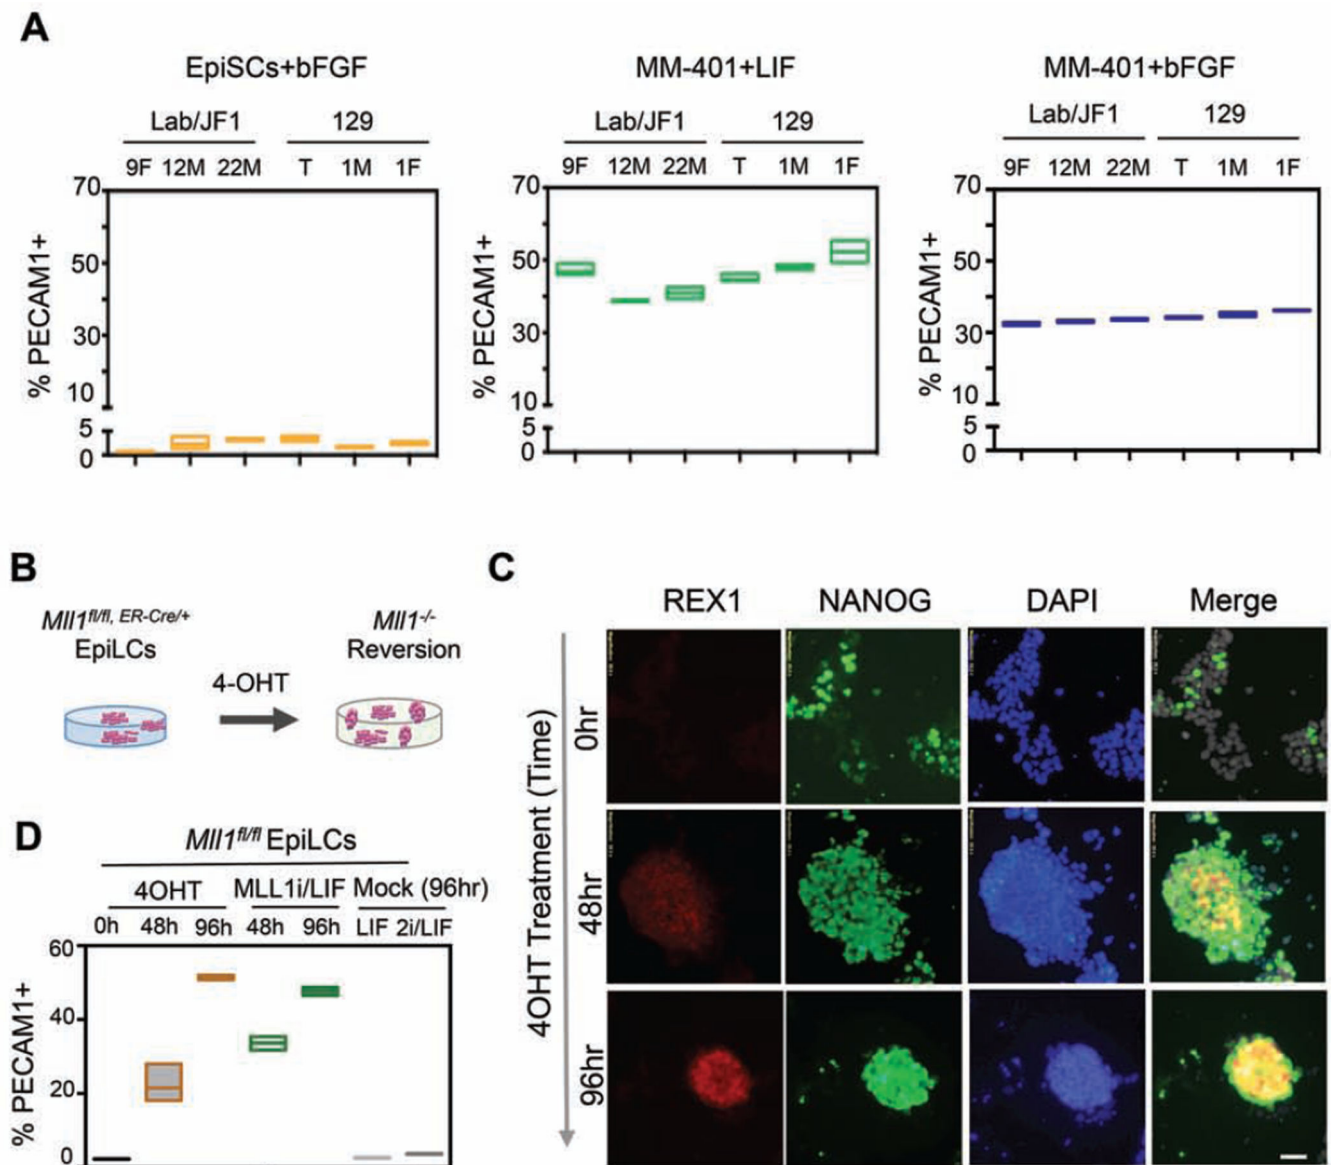 A
EpiSCs+bFGF
Lab/JF1 129
9F 12M 22M T 1M 1F
% PECAM1+
70
50
30
10
5
0
MM-401+LIF
Lab/JF1 129
9F 12M 22M T 1M 1F
% PECAM1+
70
50
30
10
5
0
MM-401+bFGF
Lab/JF1 129
9F 12M 22M T 1M 1F
% PECAM1+
70
50
30
10
5
0
B
Mll1fl/fl, ER-Cre/+
EpiLCs
4-OHT
Mll1-/-
Reversion
C
REX1 NANOG DAPI Merge
4OHT Treatment (Time)
0hr
48hr
96hr
D
Mll1fl/fl EpiLCs
4OHT MLL1i/LIF Mock (96hr)
0h 48h 96h 48h 96h LIF 2i/LIF
% PECAM1+
60
40
20
0